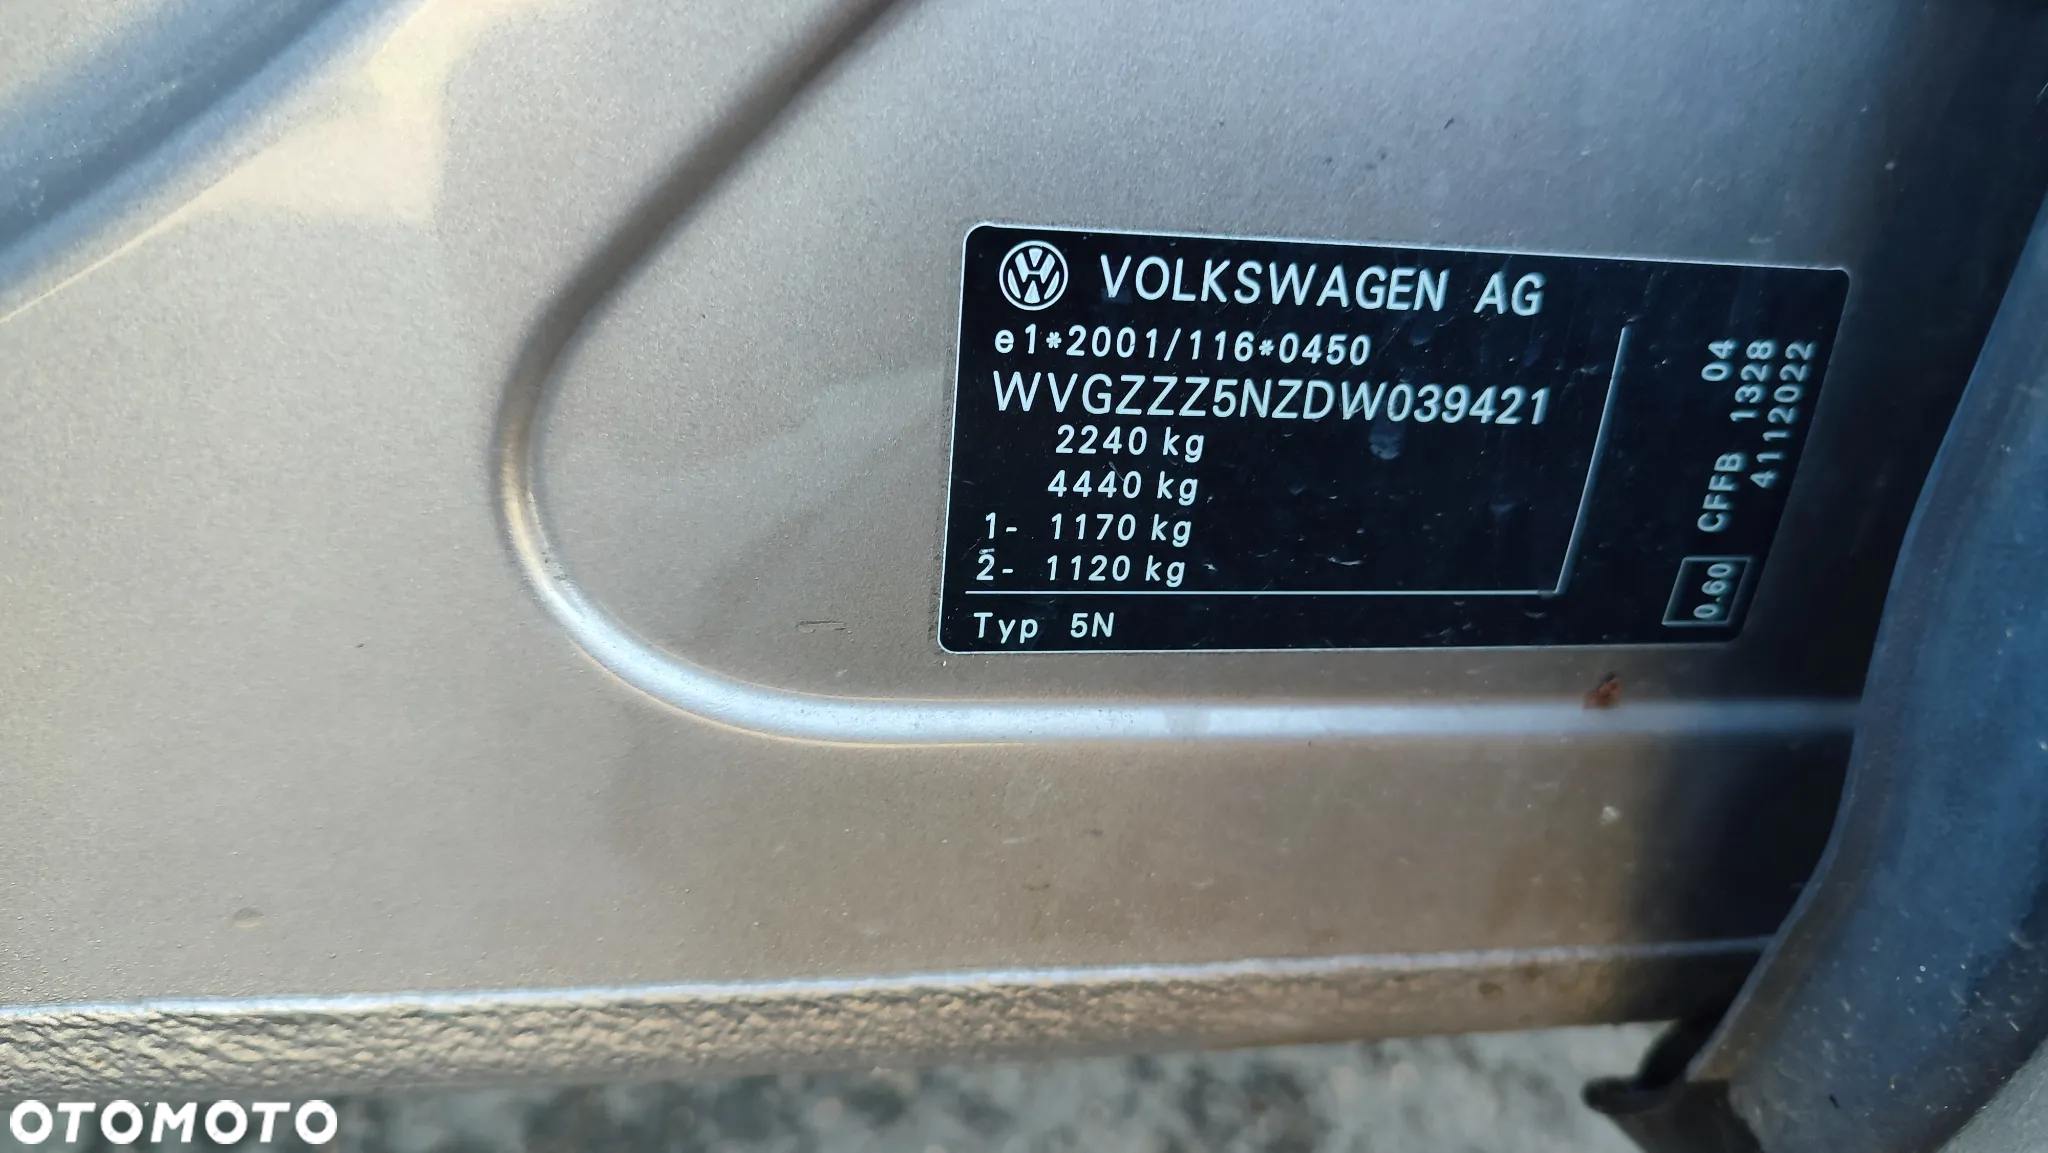 VOLKSWAGEN AG
e1*2001/116*0450
WVGZZZ5NZDW039421
2240 kg
4440 kg
1- 1170 kg
2- 1120 kg
Typ 5N
04
CFFB 1328
4112022
0.60
OTOMOTO